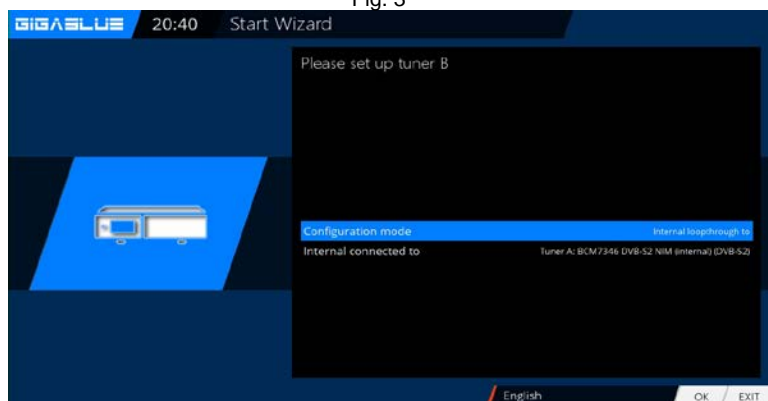 Fig. 3
GIGABLUE 20:40 Start Wizard
Please set up tuner B
Configuration mode Internal loopthrough to
Internal connected to Tuner A: BCM7346 DVB-S2 NIM (internal) (DVB-S2)
English OK EXIT